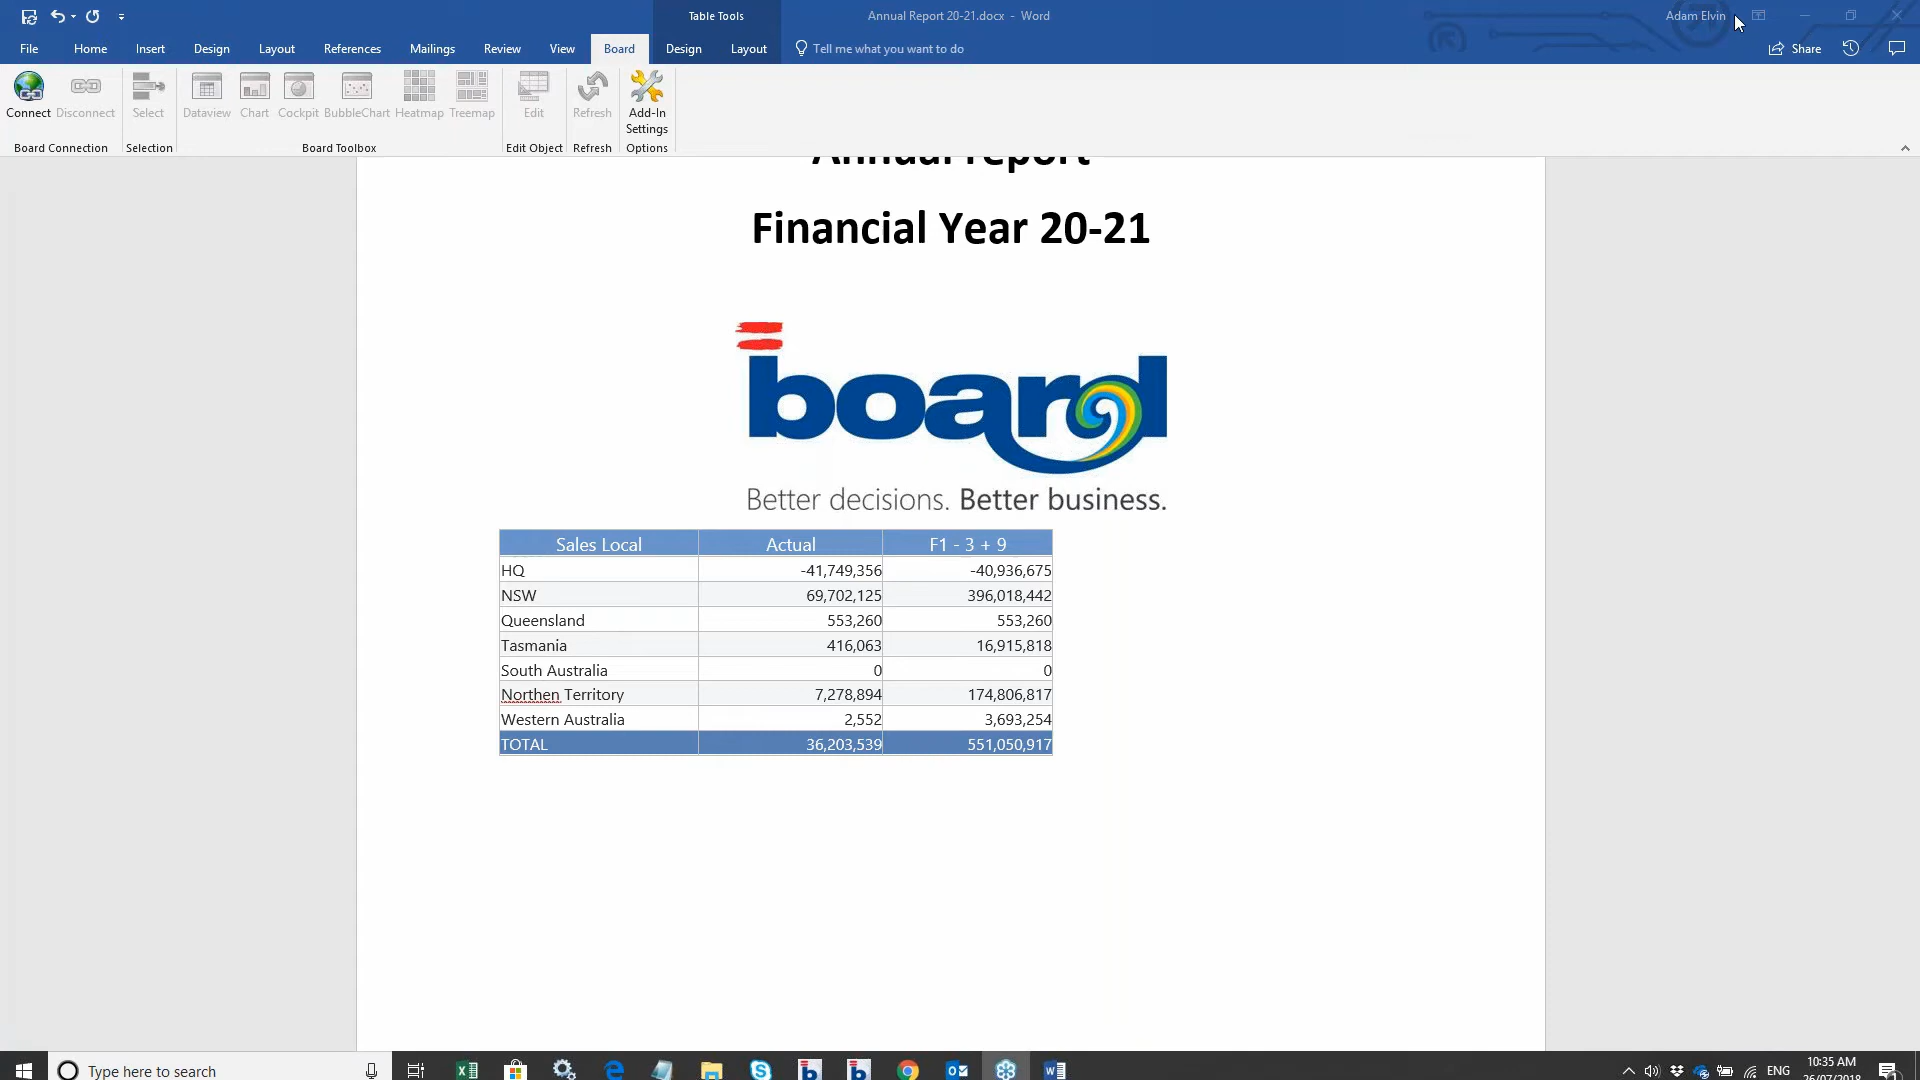 Table Tools
Annual Report 20-21.docx - Word
Adam Elvin
File Home Insert Design Layout References Mailings Review View Board Design Layout Tell me what you want to do Share
Connect Disconnect Select Dataview Chart Cockpit BubbleChart Heatmap Treemap Edit Refresh Add-In Settings
Board Connection Selection Board Toolbox Edit Object Refresh Options
Annual report
Financial Year 20-21
board
Better decisions. Better business.
Sales Local Actual F1 - 3 + 9
HQ -41,749,356 -40,936,675
NSW 69,702,125 396,018,442
Queensland 553,260 553,260
Tasmania 416,063 16,915,818
South Australia 0 0
Northen Territory 7,278,894 174,806,817
Western Australia 2,552 3,693,254
TOTAL 36,203,539 551,050,917
Type here to search
ENG
10:35 AM
26/07/2018